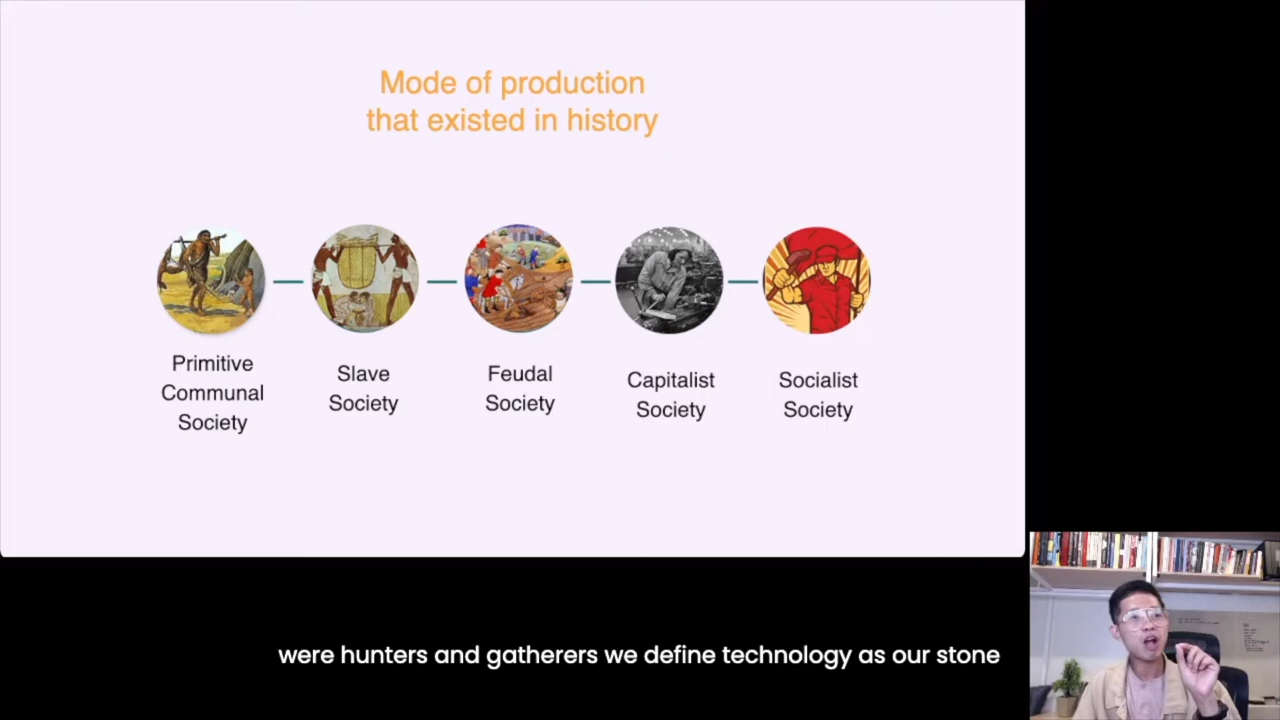 Mode of production
that existed in history
Primitive
Communal
Society
Slave
Society
Feudal
Society
Capitalist
Society
Socialist
Society
were hunters and gatherers we define technology as our stone